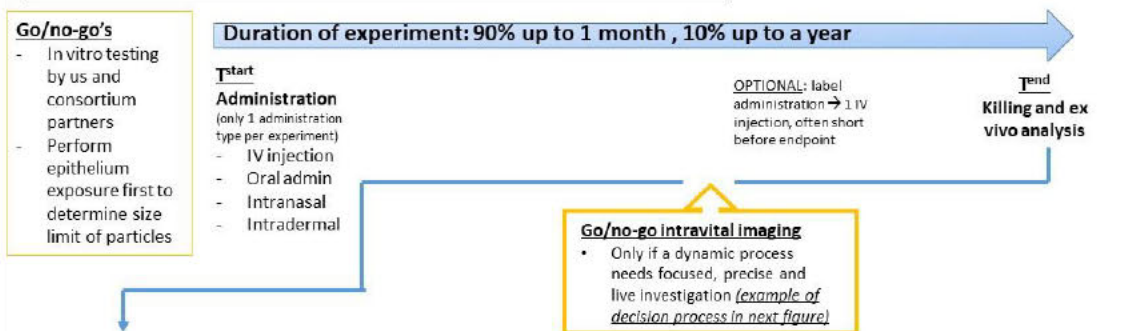 Go/no-go's
- In vitro testing
by us and
consortium
partners
- Perform
epithelium
exposure first to
determine size
limit of particles
Duration of experiment: 90% up to 1 month , 10% up to a year
Tstart
Administration
(only 1 administration
type per experiment)
- IV injection
- Oral admin
- Intranasal
- Intradermal
OPTIONAL: label
administration → 1 IV
injection, often short
before endpoint
Tend
Killing and ex
vivo analysis
Go/no-go intravital imaging
• Only if a dynamic process
needs focused, precise and
live investigation (example of
decision process in next figure)